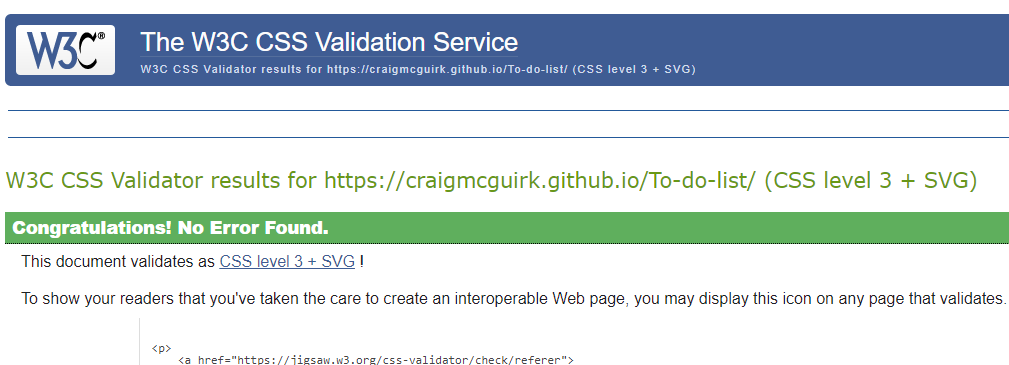 W3C® The W3C CSS Validation Service
W3C CSS Validator results for https://craigmcguirk.github.io/To-do-list/ (CSS level 3 + SVG)
W3C CSS Validator results for https://craigmcguirk.github.io/To-do-list/ (CSS level 3 + SVG)
Congratulations! No Error Found.
This document validates as CSS level 3 + SVG !
To show your readers that you've taken the care to create an interoperable Web page, you may display this icon on any page that validates.
<p>
<a href="https://jigsaw.w3.org/css-validator/check/referer">